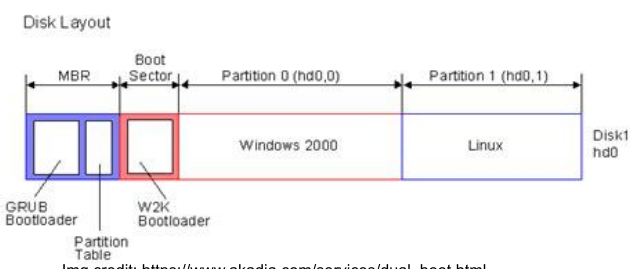 Disk Layout
Boot
MBR Sector Partition 0 (hd0,0) Partition 1 (hd0,1)
Windows 2000 Linux
Disk1
hd0
GRUB
Bootloader
W2K
Bootloader
Partition
Table
Img credit: https://www.akadia.com/services/dual_boot.html